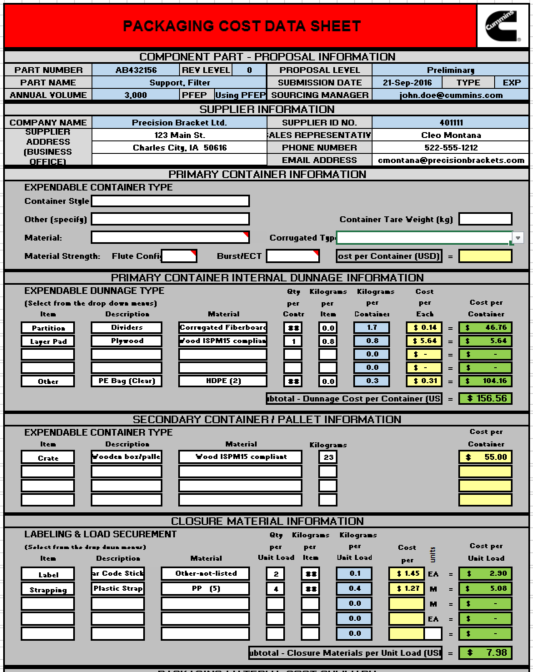 PACKAGING COST DATA SHEET
Cummins
COMPONENT PART - PROPOSAL INFORMATION
PART NUMBER AB432156 REV LEVEL 0 PROPOSAL LEVEL Preliminary
PART NAME Support, Filter SUBMISSION DATE 21-Sep-2016 TYPE EXP
ANNUAL VOLUME 3,000 PFEP Using PFEP SOURCING MANAGER john.doe@cummins.com
SUPPLIER INFORMATION
COMPANY NAME Precision Bracket Ltd. SUPPLIER ID NO. 401111
SUPPLIER ADDRESS (BUSINESS OFFICE) 123 Main St. SALES REPRESENTATIV Cleo Montana
Charles City, IA 50616 PHONE NUMBER 522-555-1212
EMAIL ADDRESS cmontana@precisionbrackets.com
PRIMARY CONTAINER INFORMATION
EXPENDABLE CONTAINER TYPE
Container Style
Other (specify) Container Tare Weight (kg)
Material: Corrugated Typ
Material Strength: Flute Confi Burst/ECT ost per Container (USD) =
PRIMARY CONTAINER INTERNAL DUNNAGE INFORMATION
EXPENDABLE DUNNAGE TYPE Qty Kilograms Kilograms Cost
(Select from the drop down menus) per per per per Cost per
Item Description Material Contr Item Container Each Container
Partition Dividers Corrugated Fiberboard ## 0.0 1.7 $ 0.14 = $ 46.76
Layer Pad Plywood Wood ISPM15 complian 1 0.8 0.8 $ 5.64 = $ 5.64
0.0 $ - = $ -
0.0 $ - = $ -
Other PE Bag (Clear) HDPE (2) ## 0.0 0.3 $ 0.31 = $ 104.16
ubtotal - Dunnage Cost per Container (US = $ 156.56
SECONDARY CONTAINER / PALLET INFORMATION
EXPENDABLE CONTAINER TYPE Cost per
Item Description Material Kilograms Container
Crate Wooden box/palle Wood ISPM15 compliant 23 $ 55.00
CLOSURE MATERIAL INFORMATION
LABELING & LOAD SECUREMENT Qty Kilograms Kilograms
(Select from the drop down menus) per per per Cost units Cost per
Item Description Material Unit Load Item Unit Load per Unit Load
Label ar Code Stick Other-not-listed 2 ## 0.1 $ 1.45 EA = $ 2.90
Strapping Plastic Strap PP (5) 4 ## 0.4 $ 1.27 M = $ 5.08
0.0 M = $ -
0.0 EA = $ -
0.0 = $ -
ubtotal - Closure Materials per Unit Load (USI = $ 7.98